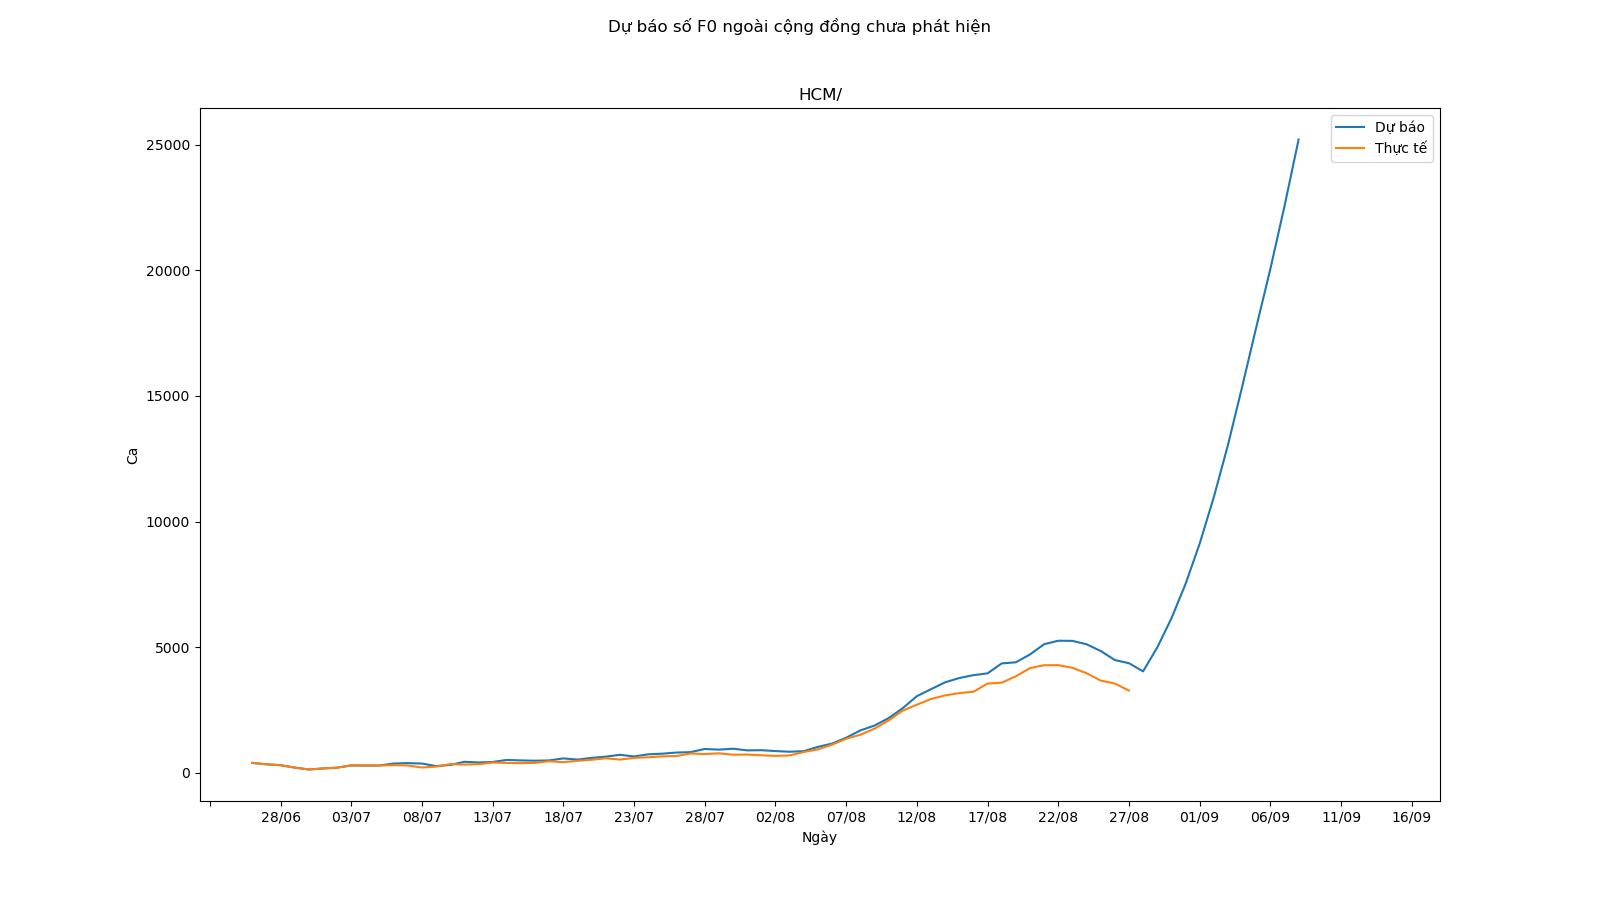 Dự báo số F0 ngoài cộng đồng chưa phát hiện
HCM/
Dự báo
Thực tế
25000
20000
15000
10000
5000
0
Ca
28/06 03/07 08/07 13/07 18/07 23/07 28/07 02/08 07/08 12/08 17/08 22/08 27/08 01/09 06/09 11/09 16/09
Ngày